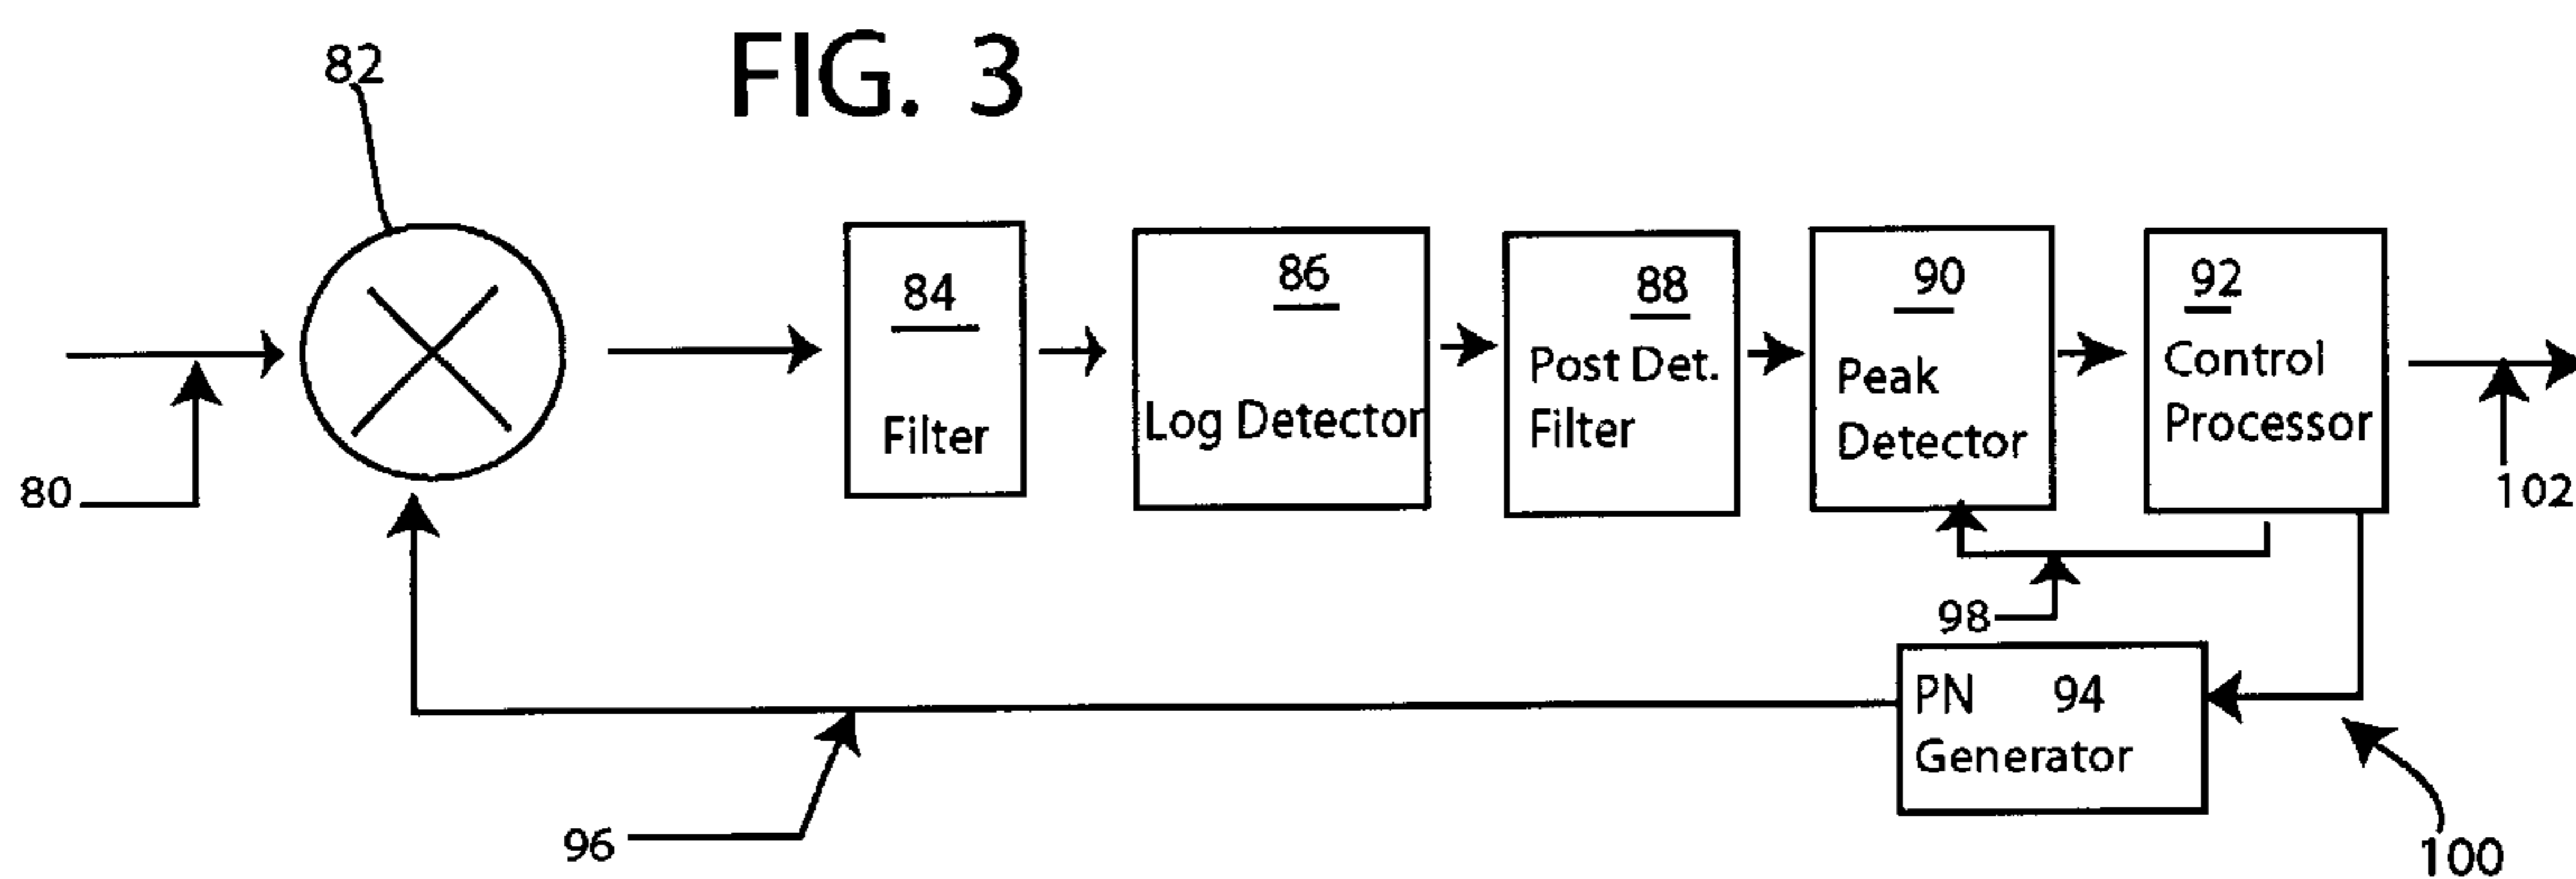 FIG. 3
82
80
84
Filter
86
Log Detector
88
Post Det.
Filter
90
Peak
Detector
92
Control
Processor
102
98
PN 94
Generator
96
100